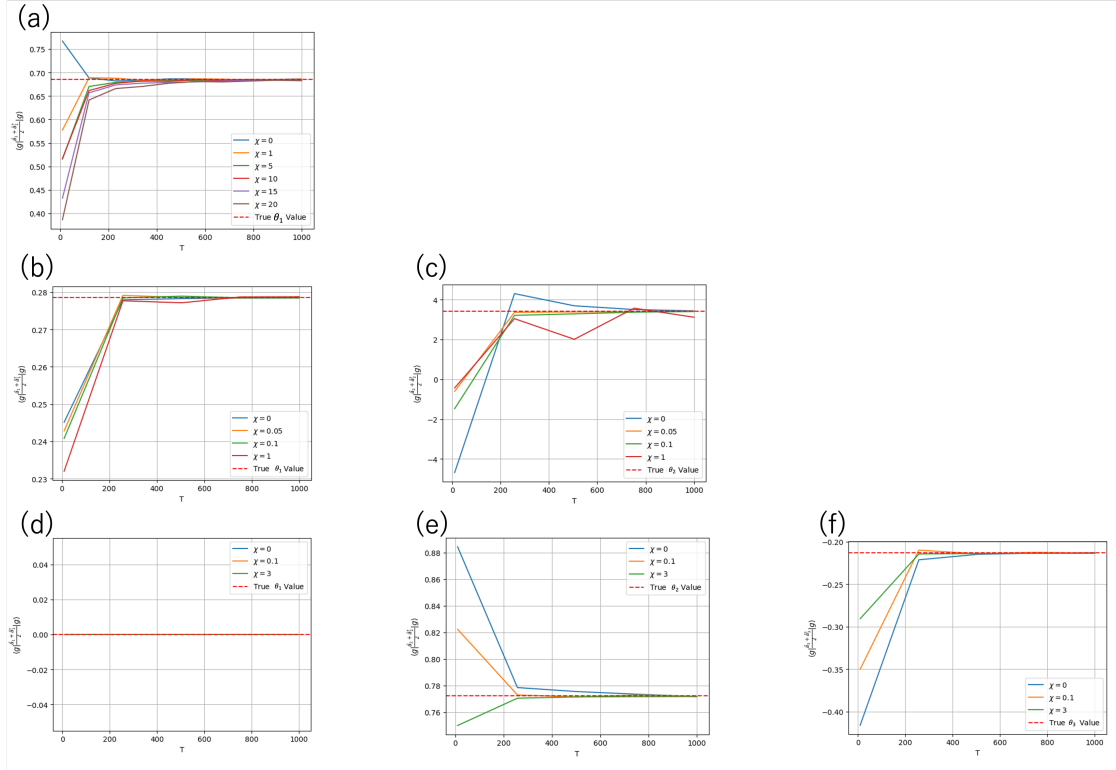 (a)
0.75
0.70
0.65
0.60
0.55
0.50
0.45
0.40
χ = 0
χ = 1
χ = 5
χ = 10
χ = 15
χ = 20
True θ₁ Value
0 200 400 600 800 1000
T
(b)
0.28
0.27
0.26
0.25
0.24
0.23
χ = 0
χ = 0.05
χ = 0.1
χ = 1
True θ₁ Value
0 200 400 600 800 1000
T
(c)
4
2
0
−2
−4
χ = 0
χ = 0.05
χ = 0.1
χ = 1
True θ₂ Value
0 200 400 600 800 1000
T
(d)
0.04
0.02
0.00
−0.02
−0.04
χ = 0
χ = 0.1
χ = 3
True θ₁ Value
0 200 400 600 800 1000
T
(e)
0.88
0.86
0.84
0.82
0.80
0.78
0.76
χ = 0
χ = 0.1
χ = 3
True θ₂ Value
0 200 400 600 800 1000
T
(f)
−0.20
−0.25
−0.30
−0.35
−0.40
χ = 0
χ = 0.1
χ = 3
True θ₃ Value
0 200 400 600 800 1000
T